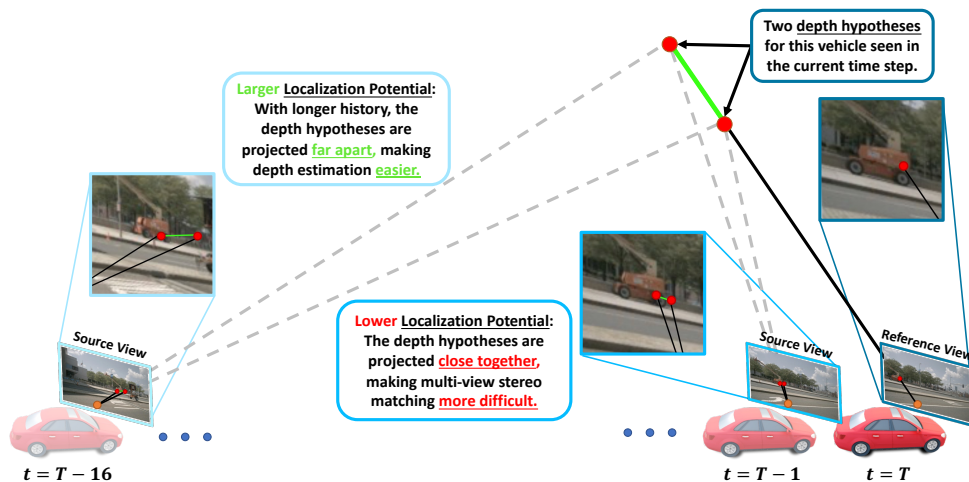 Two depth hypotheses
for this vehicle seen in
the current time step.
Larger Localization Potential:
With longer history, the
depth hypotheses are
projected far apart, making
depth estimation easier.
Lower Localization Potential:
The depth hypotheses are
projected close together,
making multi-view stereo
matching more difficult.
Source View
Source View
Reference View
t = T − 16
t = T − 1
t = T